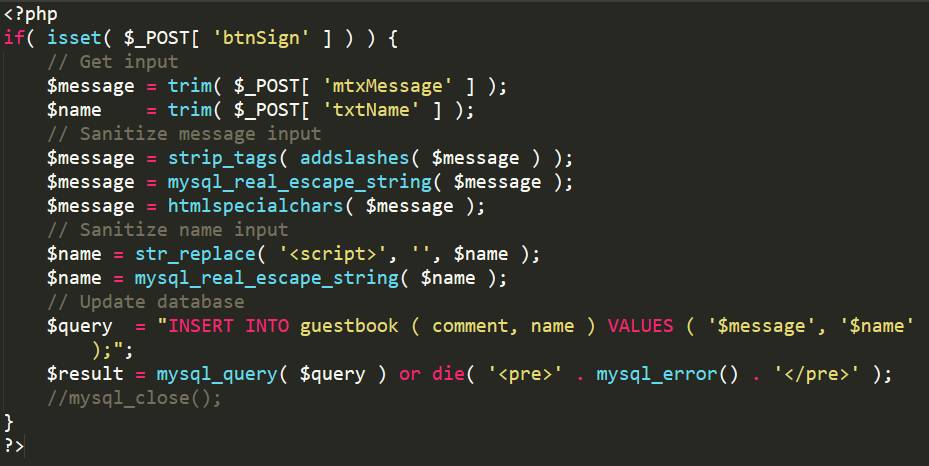 <?php
if( isset( $_POST[ 'btnSign' ] ) ) {
    // Get input
    $message = trim( $_POST[ 'mtxMessage' ] );
    $name    = trim( $_POST[ 'txtName' ] );
    // Sanitize message input
    $message = strip_tags( addslashes( $message ) );
    $message = mysql_real_escape_string( $message );
    $message = htmlspecialchars( $message );
    // Sanitize name input
    $name = str_replace( '<script>', '', $name );
    $name = mysql_real_escape_string( $name );
    // Update database
    $query  = "INSERT INTO guestbook ( comment, name ) VALUES ( '$message', '$name'
        );";
    $result = mysql_query( $query ) or die( '<pre>' . mysql_error() . '</pre>' );
    //mysql_close();
}
?>